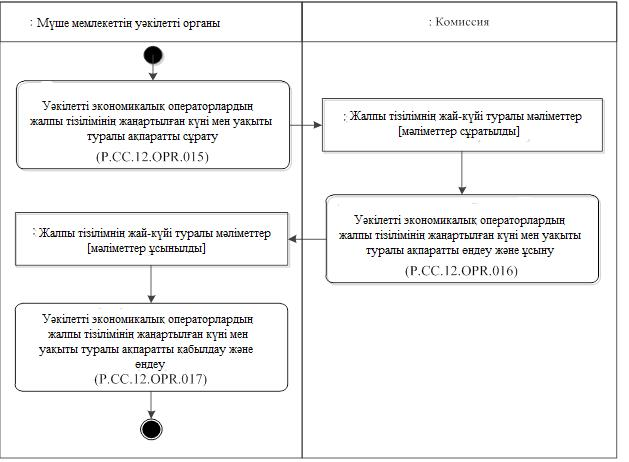 : Мүше мемлекеттің уәкілетті органы
: Комиссия
Уәкілетті экономикалық операторлардың
жалпы тізілімінің жаңартылған күні мен уақыты
туралы ақпаратты сұрату
(P.CC.12.OPR.015)
: Жалпы тізілімнің жай-күйі туралы мәліметтер
[мәліметтер сұратылды]
Уәкілетті экономикалық операторлардың
жалпы тізілімінің жаңартылған күні мен уақыты
туралы ақпаратты өңдеу және ұсыну
(P.CC.12.OPR.016)
: Жалпы тізілімнің жай-күйі туралы мәліметтер
[мәліметтер ұсынылды]
Уәкілетті экономикалық операторлардың
жалпы тізілімінің жаңартылған күні мен
уақыты туралы ақпаратты қабылдау және
өңдеу
(P.CC.12.OPR.017)